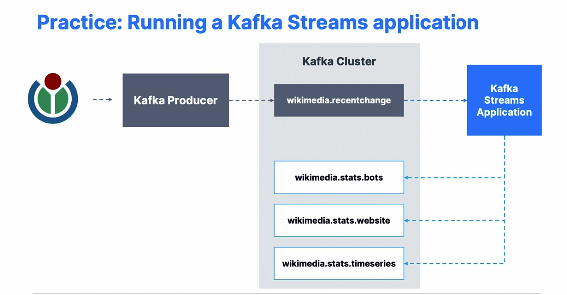 Practice: Running a Kafka Streams application
Kafka Cluster
Kafka Producer
wikimedia.recentchange
Kafka
Streams
Application
wikimedia.stats.bots
wikimedia.stats.website
wikimedia.stats.timeseries